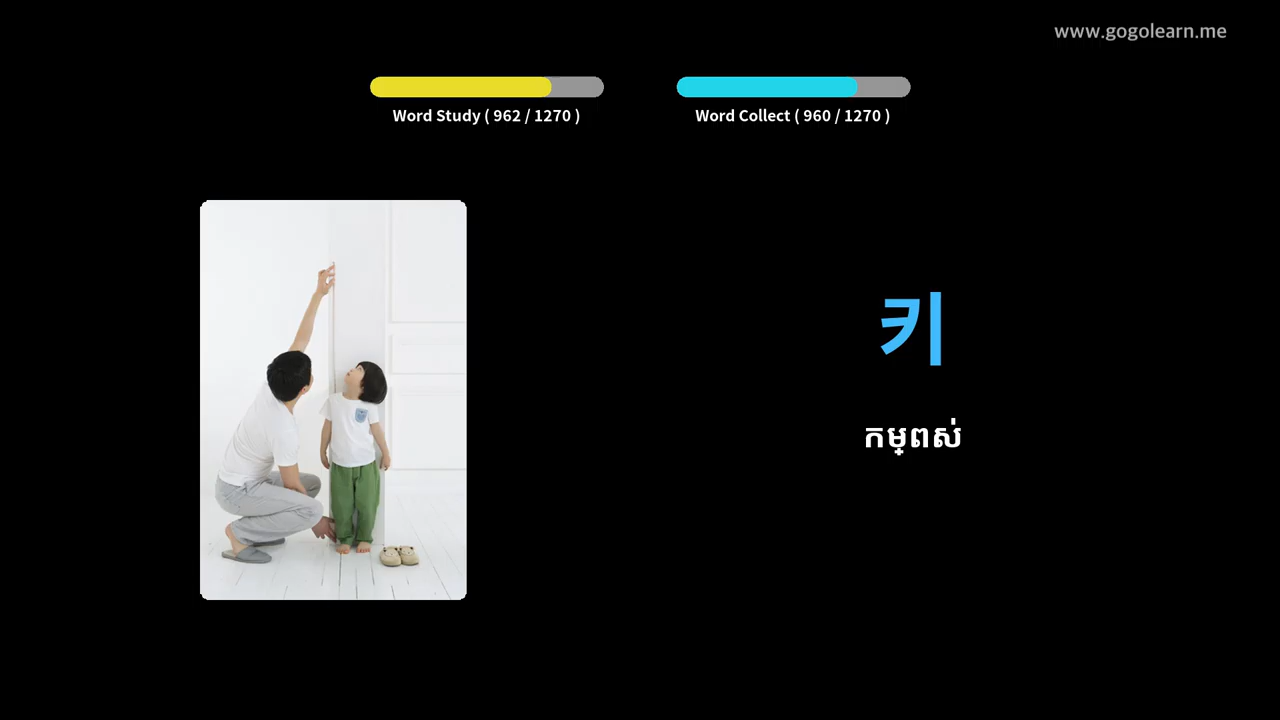 www.gogolearn.me
Word Study ( 962 / 1270 )
Word Collect ( 960 / 1270 )
키
កម្ពស់